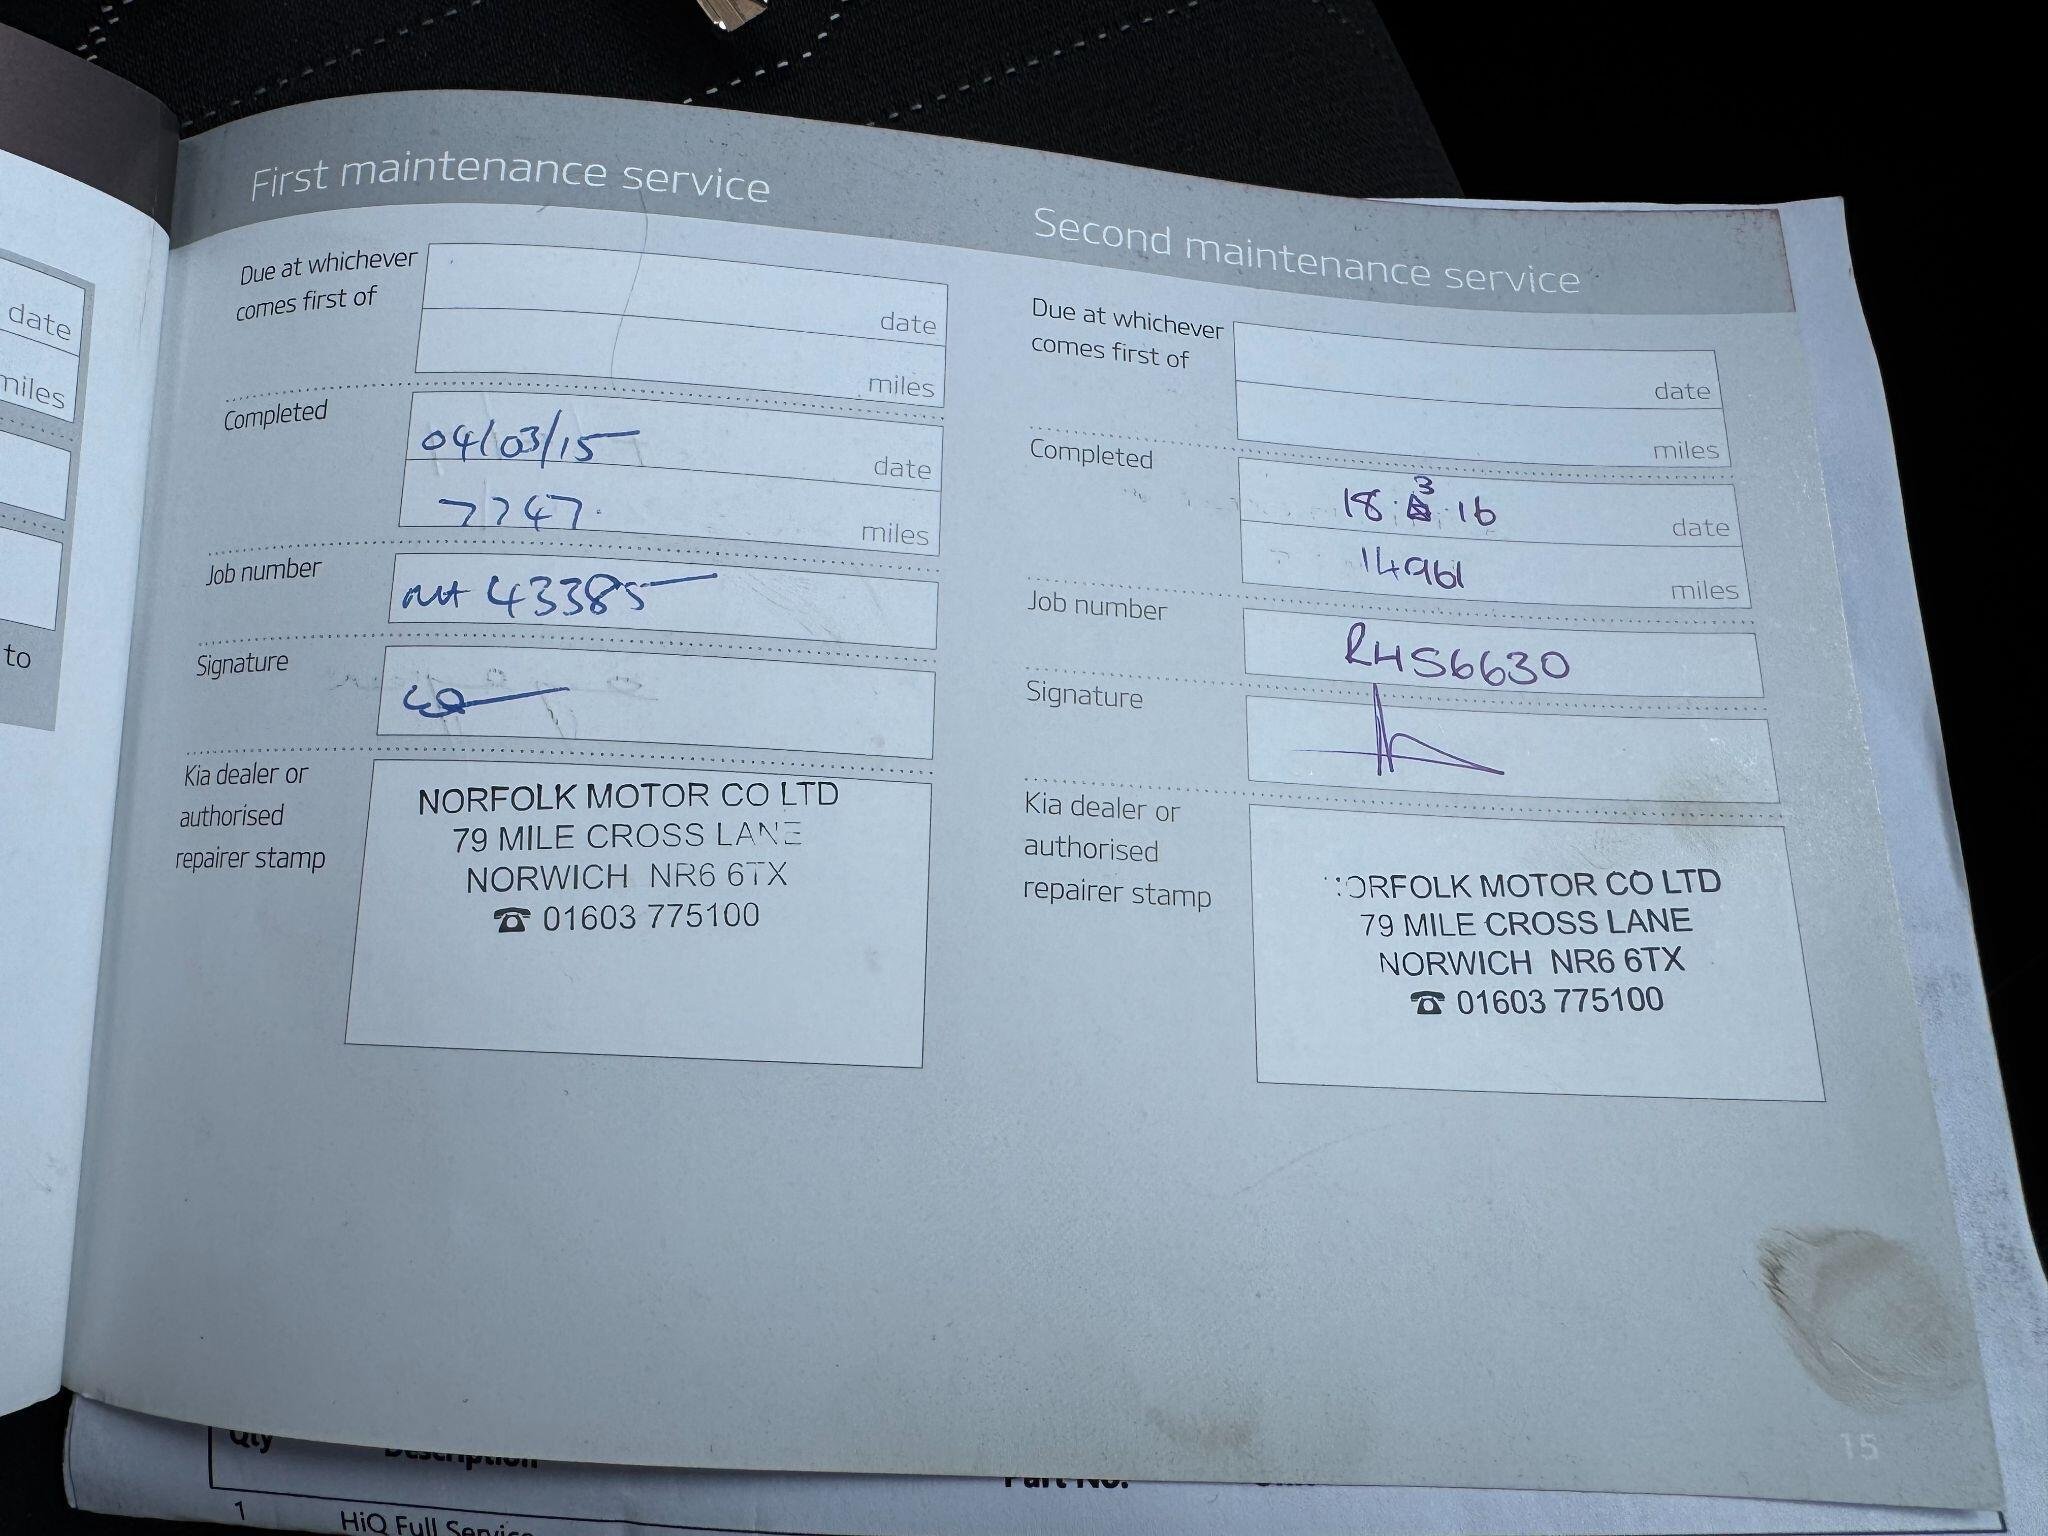 date
miles
to
First maintenance service
Due at whichever
comes first of
date
miles
Completed
04/03/15
date
7747.
miles
Job number
43385
Signature
Kia dealer or
authorised
repairer stamp
NORFOLK MOTOR CO LTD
79 MILE CROSS LANE
NORWICH NR6 6TX
☎ 01603 775100
Second maintenance service
Due at whichever
comes first of
date
miles
Completed
18.3.16
date
14961
miles
Job number
RH56630
Signature
Kia dealer or
authorised
repairer stamp
NORFOLK MOTOR CO LTD
79 MILE CROSS LANE
NORWICH NR6 6TX
☎ 01603 775100
15
Qty Description Part No.
1 HiQ Full Service